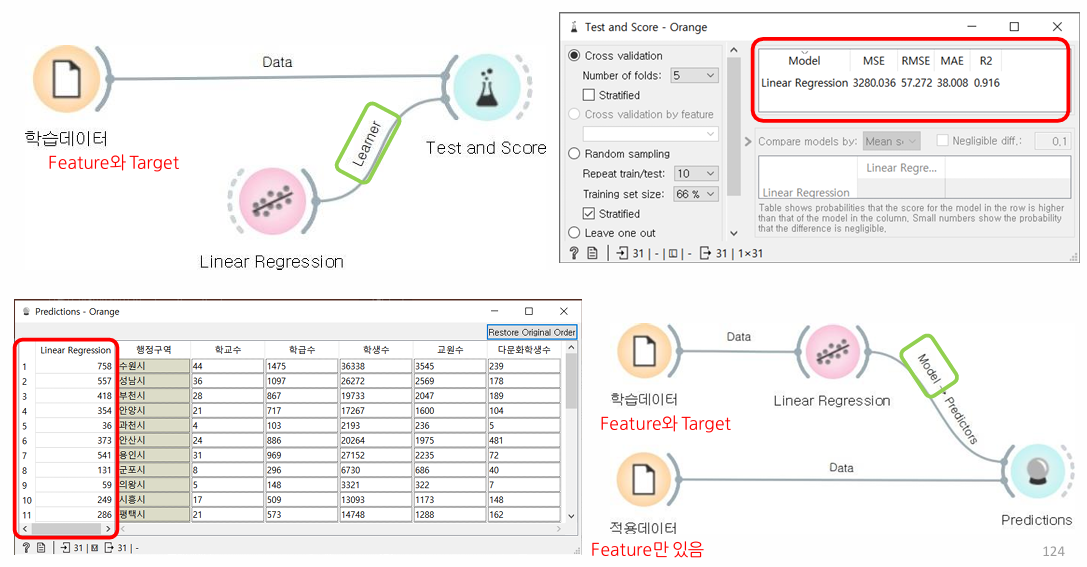 Data
학습데이터
Feature와 Target
Learner
Test and Score
Linear Regression
Test and Score - Orange
Cross validation
Number of folds: 5
Stratified
Cross validation by feature
Random sampling
Repeat train/test: 10
Training set size: 66 %
Stratified
Leave one out
Model MSE RMSE MAE R2
Linear Regression 3280.036 57.272 38.008 0.916
Compare models by: Mean s Negligible diff.: 0,1
Linear Regre...
Linear Regression
Table shows probabilities that the score for the model in the row is higher
than that of the model in the column. Small numbers show the probability
that the difference is negligible.
? 31 | - | - 31 | 1×31
Predictions - Orange
Restore Original Order
Linear Regression 행정구역 학교수 학급수 학생수 교원수 다문화학생수
1 758 수원시 44 1475 36338 3545 239
2 557 성남시 36 1097 26272 2569 178
3 418 부천시 28 867 19733 2047 189
4 354 안양시 21 717 17267 1600 104
5 36 과천시 4 103 2193 236 5
6 373 안산시 24 886 20264 1975 481
7 541 용인시 31 969 27152 2235 72
8 131 군포시 8 296 6730 686 40
9 59 의왕시 5 148 3321 322 7
10 249 시흥시 17 509 13093 1173 148
11 286 평택시 21 573 14748 1288 162
? 31 | 31 | -
Data
학습데이터
Feature와 Target
Linear Regression
Model → Predictors
Data
적용데이터
Feature만 있음
Predictions
124